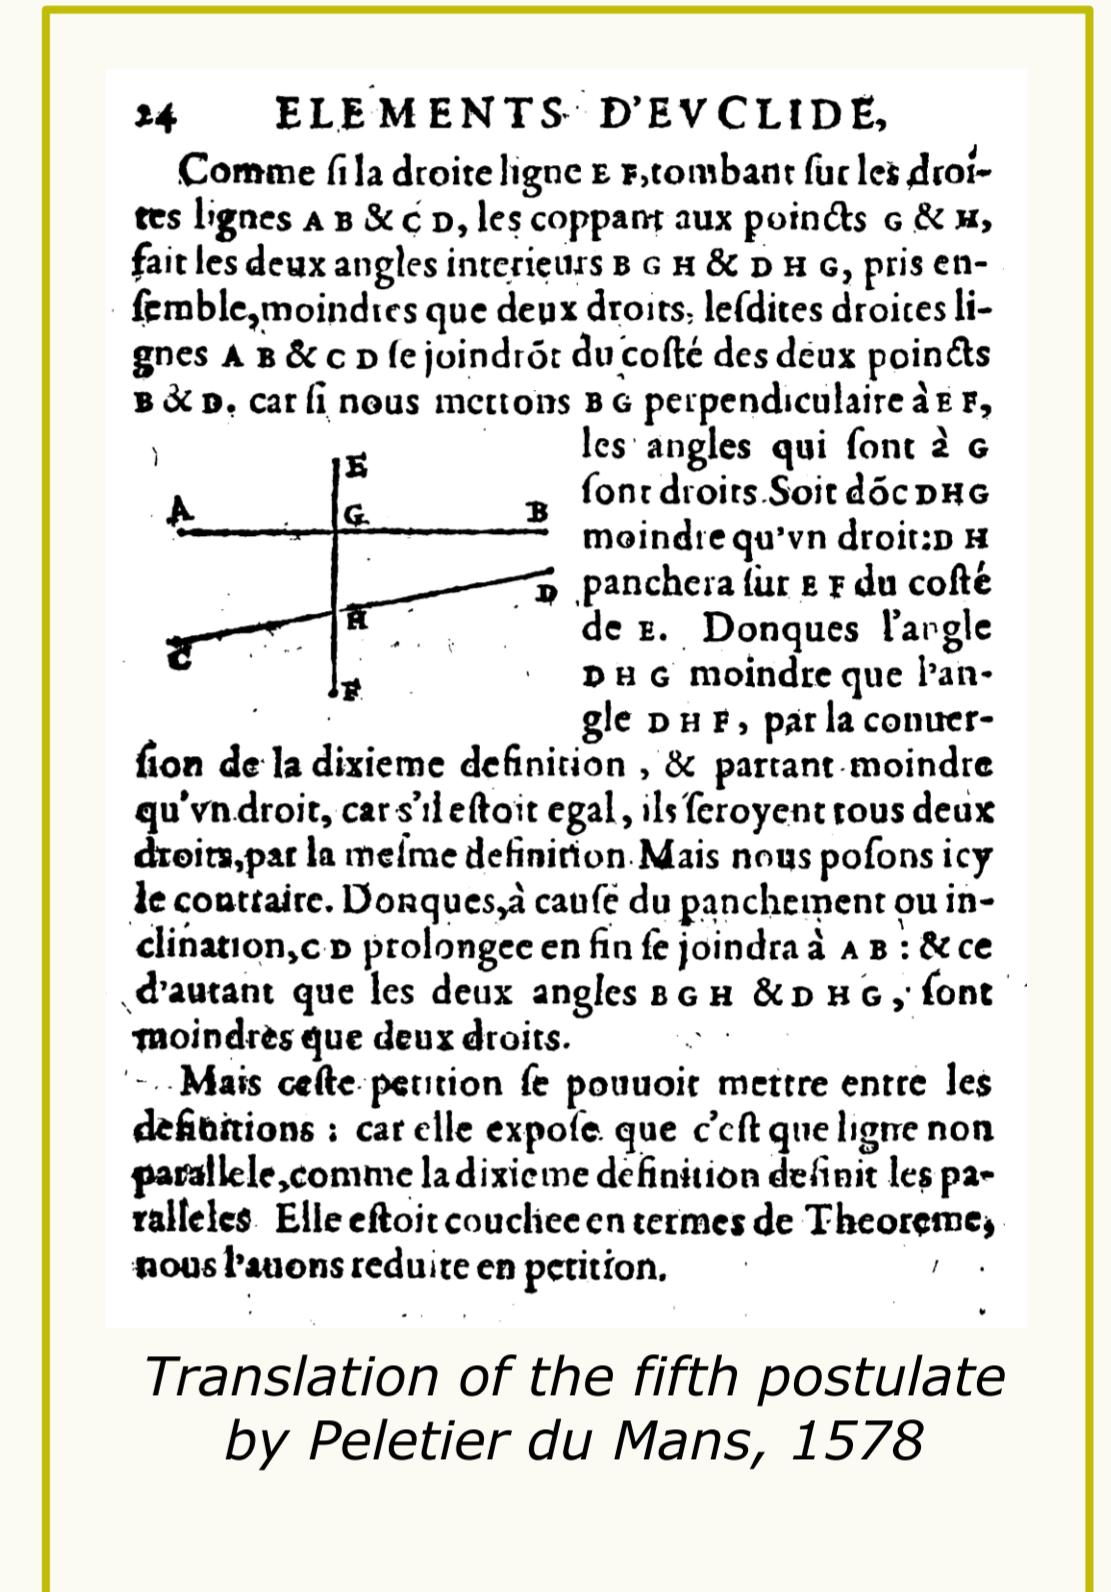 24 ELEMENTS D'EVCLIDE,
Comme ſi la droite ligne E F, tombant ſur les droi-
tes lignes A B & C D, les coppant aux poincts G & H,
fait les deux angles interieurs B G H & D H G, pris en-
ſemble, moindres que deux droits, leſdites droites li-
gnes A B & C D ſe joindrõt du coſté des deux poincts
B & D. car ſi nous mettons B G perpendiculaire à E F,
les angles qui ſont à G
ſont droits. Soit dõc DHG
moindre qu'vn droit: D H
panchera ſur E F du coſté
de E. Donques l'angle
D H G moindre que l'an-
gle D H F, par la conuer-
E
A
G
B
D
H
C
F
ſion de la dixieme definition, & partant moindre
qu'vn droit, car s'il eſtoit egal, ils ſeroyent tous deux
droits, par la meſme definition. Mais nous poſons icy
le contraire. Donques, à cauſe du panchement ou in-
clination, C D prolongee en fin ſe joindra à A B : & ce
d'autant que les deux angles B G H & D H G, ſont
moindres que deux droits.
Mais ceſte petition ſe pouuoit mettre entre les
definitions : car elle expoſe que c'eſt que ligne non
parallele, comme la dixieme definition definit les pa-
ralleles Elle eſtoit couchee en termes de Theoreme,
nous l'auons reduite en petition.
Translation of the fifth postulate
by Peletier du Mans, 1578